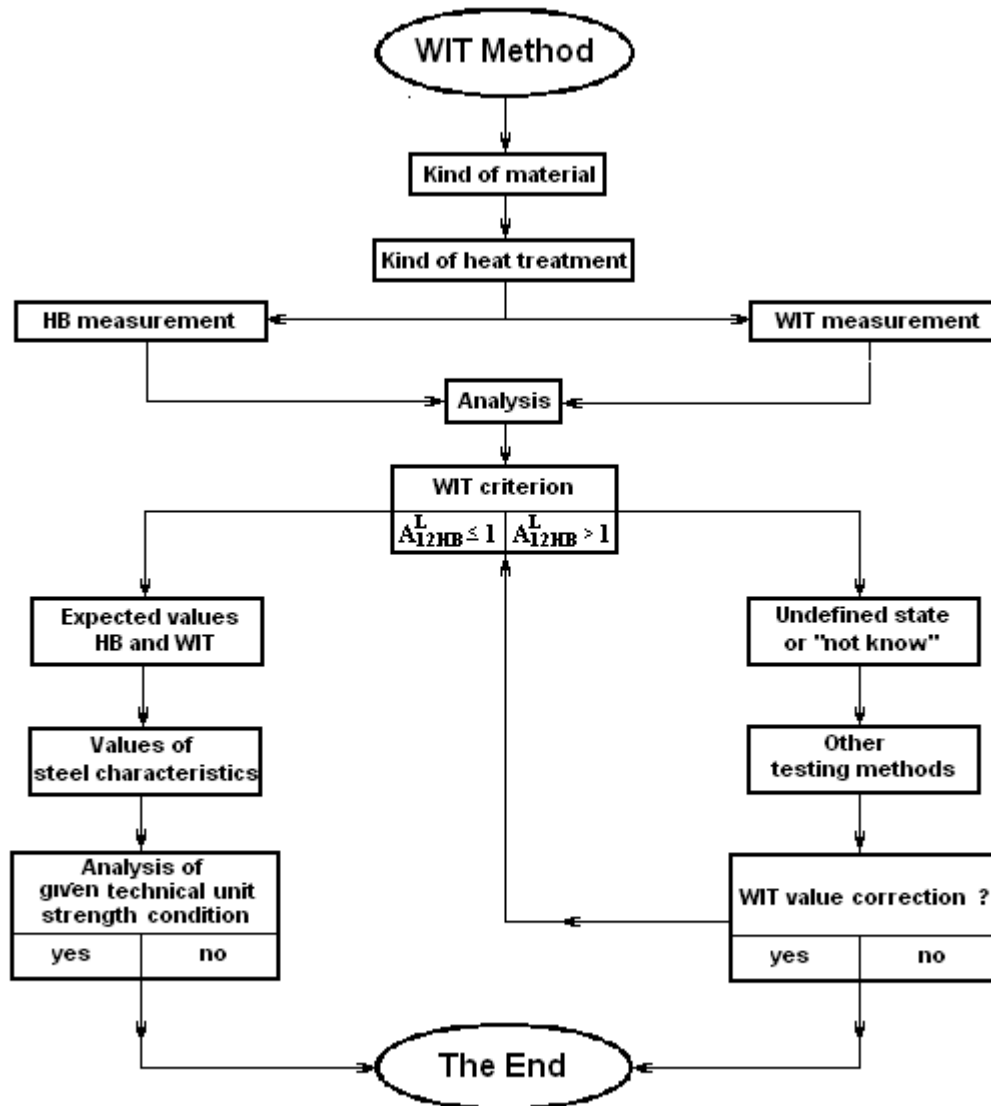 WIT Method
Kind of material
Kind of heat treatment
HB measurement
WIT measurement
Analysis
WIT criterion
A^L_12HB ≤ 1
A^L_12HB > 1
Expected values
HB and WIT
Undefined state
or "not know"
Values of
steel characteristics
Other
testing methods
Analysis of
given technical unit
strength condition
yes
no
WIT value correction ?
yes
no
The End